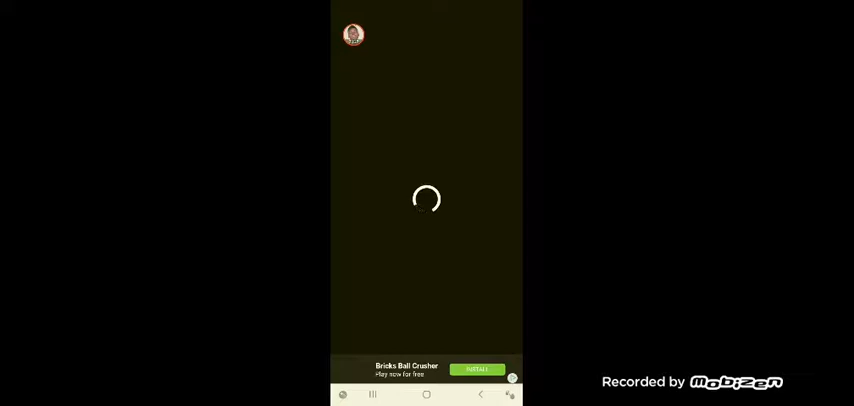 Bricks Ball Crusher
Play now for free
INSTALL
Recorded by MOBIZEN